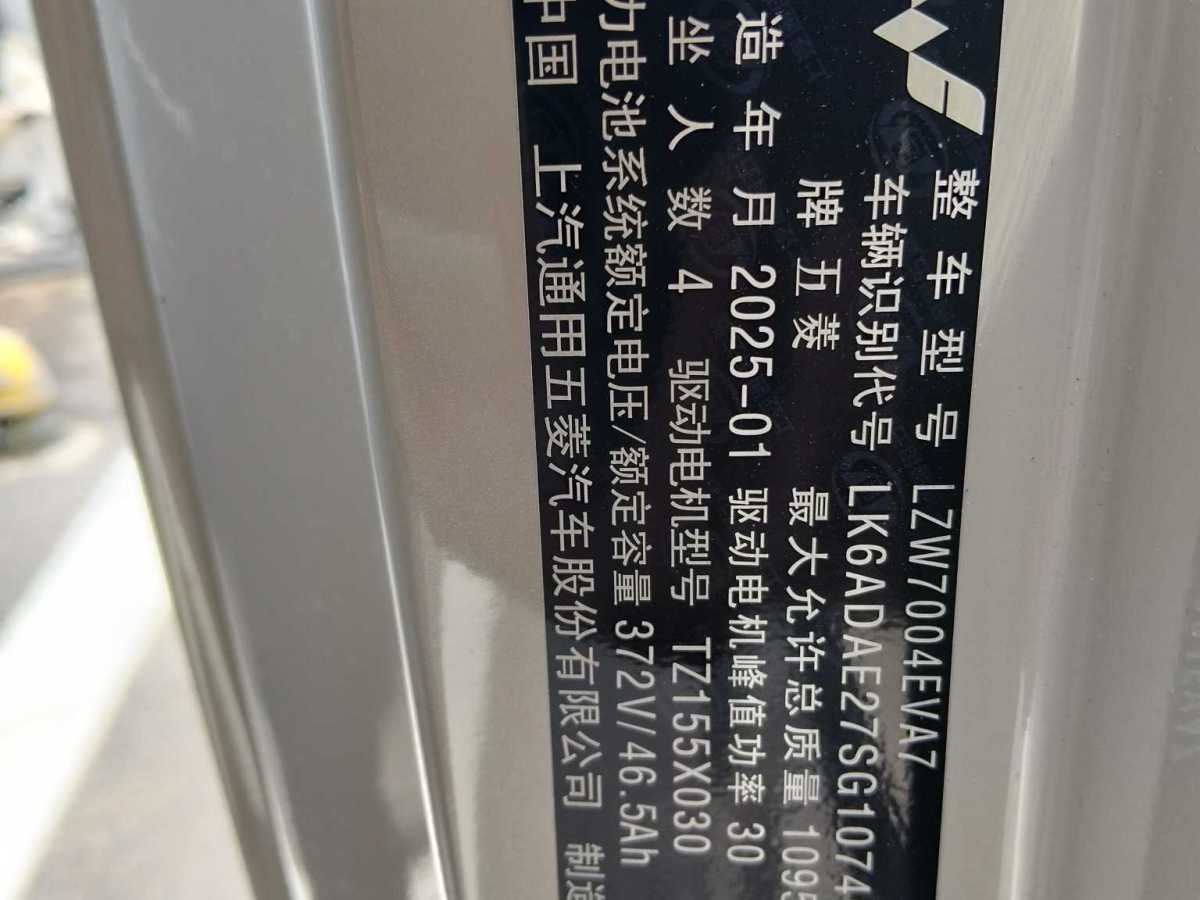 整车型号 LZW7004EVA7
车辆识别代号 LK6ADAE27SG1074
牌 五菱 最大允许总质量 1095
造年月 2025-01 驱动电机峰值功率 30
坐人数 4 驱动电机型号 TZ155X030
力电池系统额定电压/额定容量 372V/46.5Ah
中国 上汽通用五菱汽车股份有限公司 制造